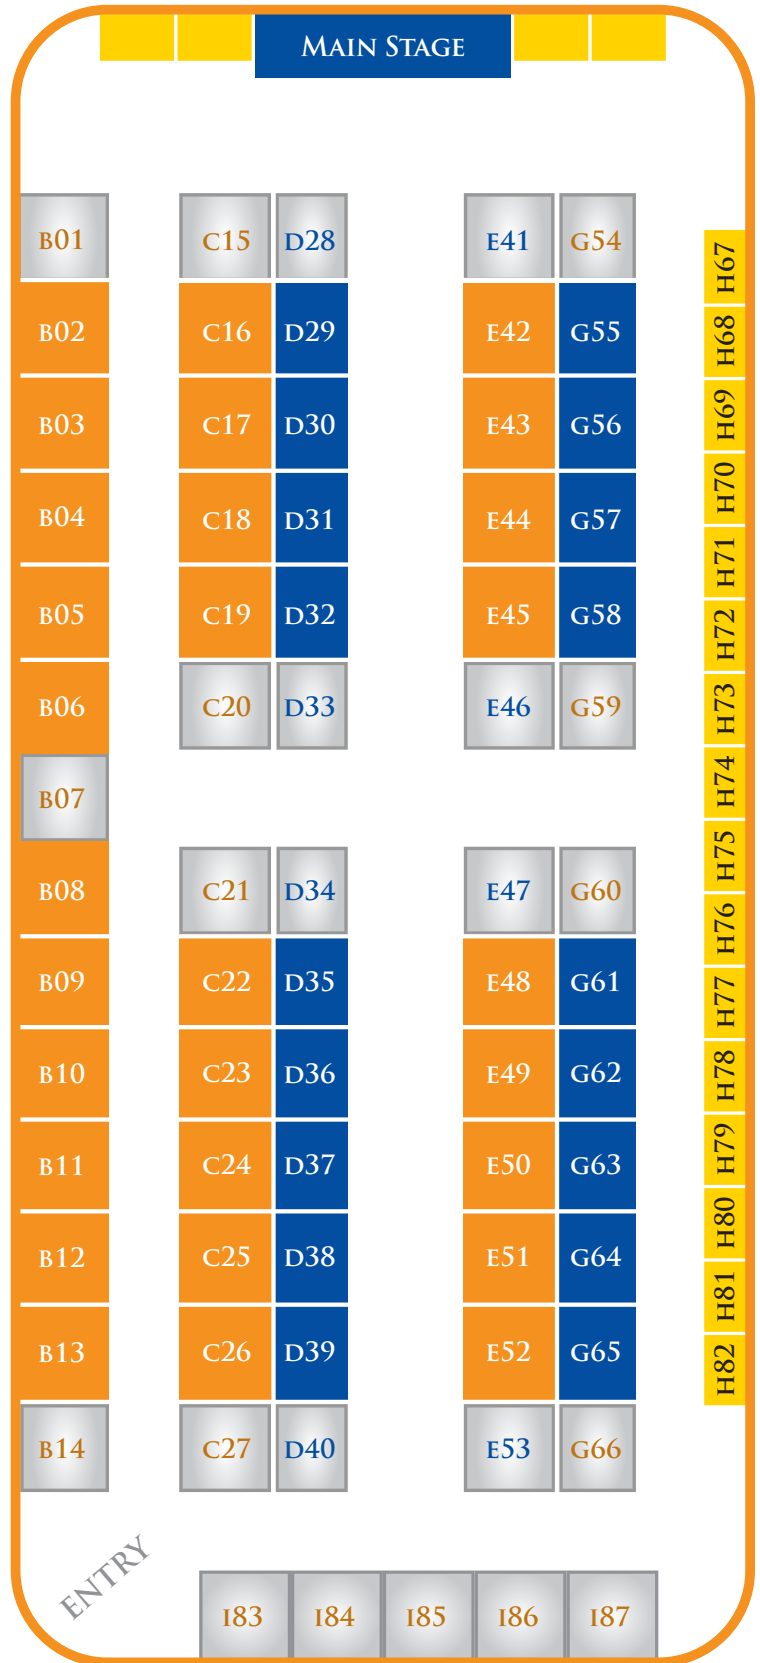 MAIN STAGE
B01 C15 D28 E41 G54
H67
B02 C16 D29 E42 G55
H68
B03 C17 D30 E43 G56
H69
H70
B04 C18 D31 E44 G57
H71
B05 C19 D32 E45 G58
H72
B06 C20 D33 E46 G59
H73
H74
B07
H75
B08 C21 D34 E47 G60
H76
B09 C22 D35 E48 G61
H77
B10 C23 D36 E49 G62
H78
B11 C24 D37 E50 G63
H79
H80
B12 C25 D38 E51 G64
H81
B13 C26 D39 E52 G65
H82
B14 C27 D40 E53 G66
ENTRY
I83 I84 I85 I86 I87